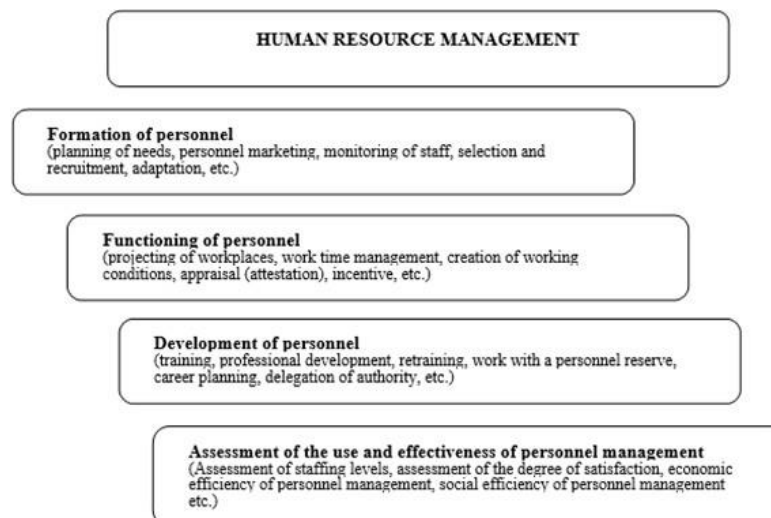 HUMAN RESOURCE MANAGEMENT
Formation of personnel
(planning of needs, personnel marketing, monitoring of staff, selection and
recruitment, adaptation, etc.)
Functioning of personnel
(projecting of workplaces, work time management, creation of working
conditions, appraisal (attestation), incentive, etc.)
Development of personnel
(training, professional development, retraining, work with a personnel reserve,
career planning, delegation of authority, etc.)
Assessment of the use and effectiveness of personnel management
(Assessment of staffing levels, assessment of the degree of satisfaction, economic
efficiency of personnel management, social efficiency of personnel management
etc.)